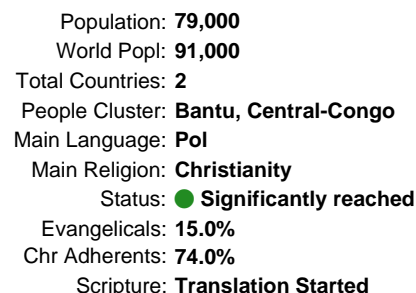 Population: 79,000
World Popl: 91,000
Total Countries: 2
People Cluster: Bantu, Central-Congo
Main Language: Pol
Main Religion: Christianity
Status: Significantly reached
Evangelicals: 15.0%
Chr Adherents: 74.0%
Scripture: Translation Started